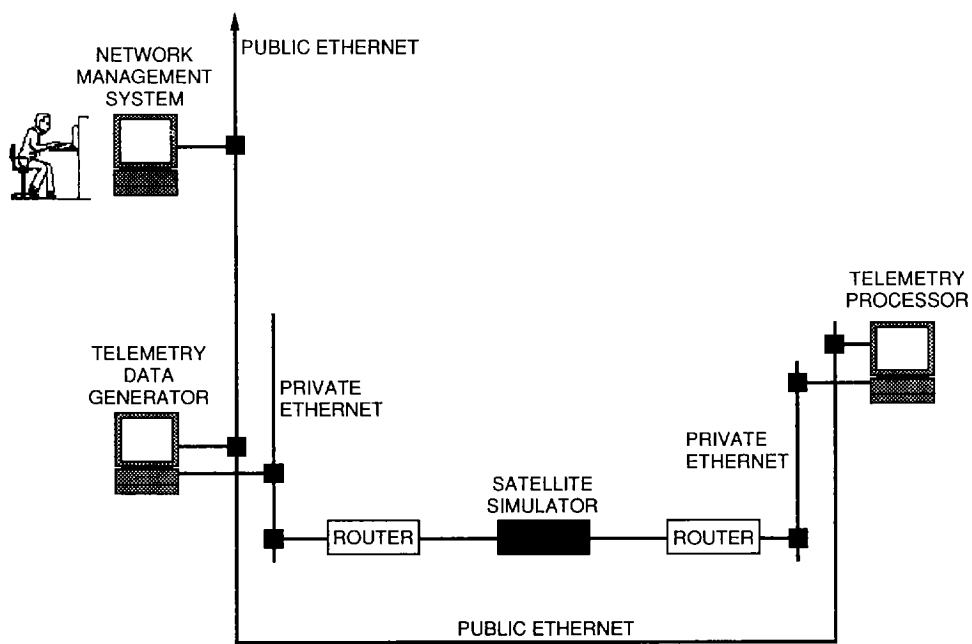 PUBLIC ETHERNET
NETWORK
MANAGEMENT
SYSTEM
TELEMETRY
PROCESSOR
TELEMETRY
DATA
GENERATOR
PRIVATE
ETHERNET
PRIVATE
ETHERNET
SATELLITE
SIMULATOR
ROUTER
ROUTER
PUBLIC ETHERNET